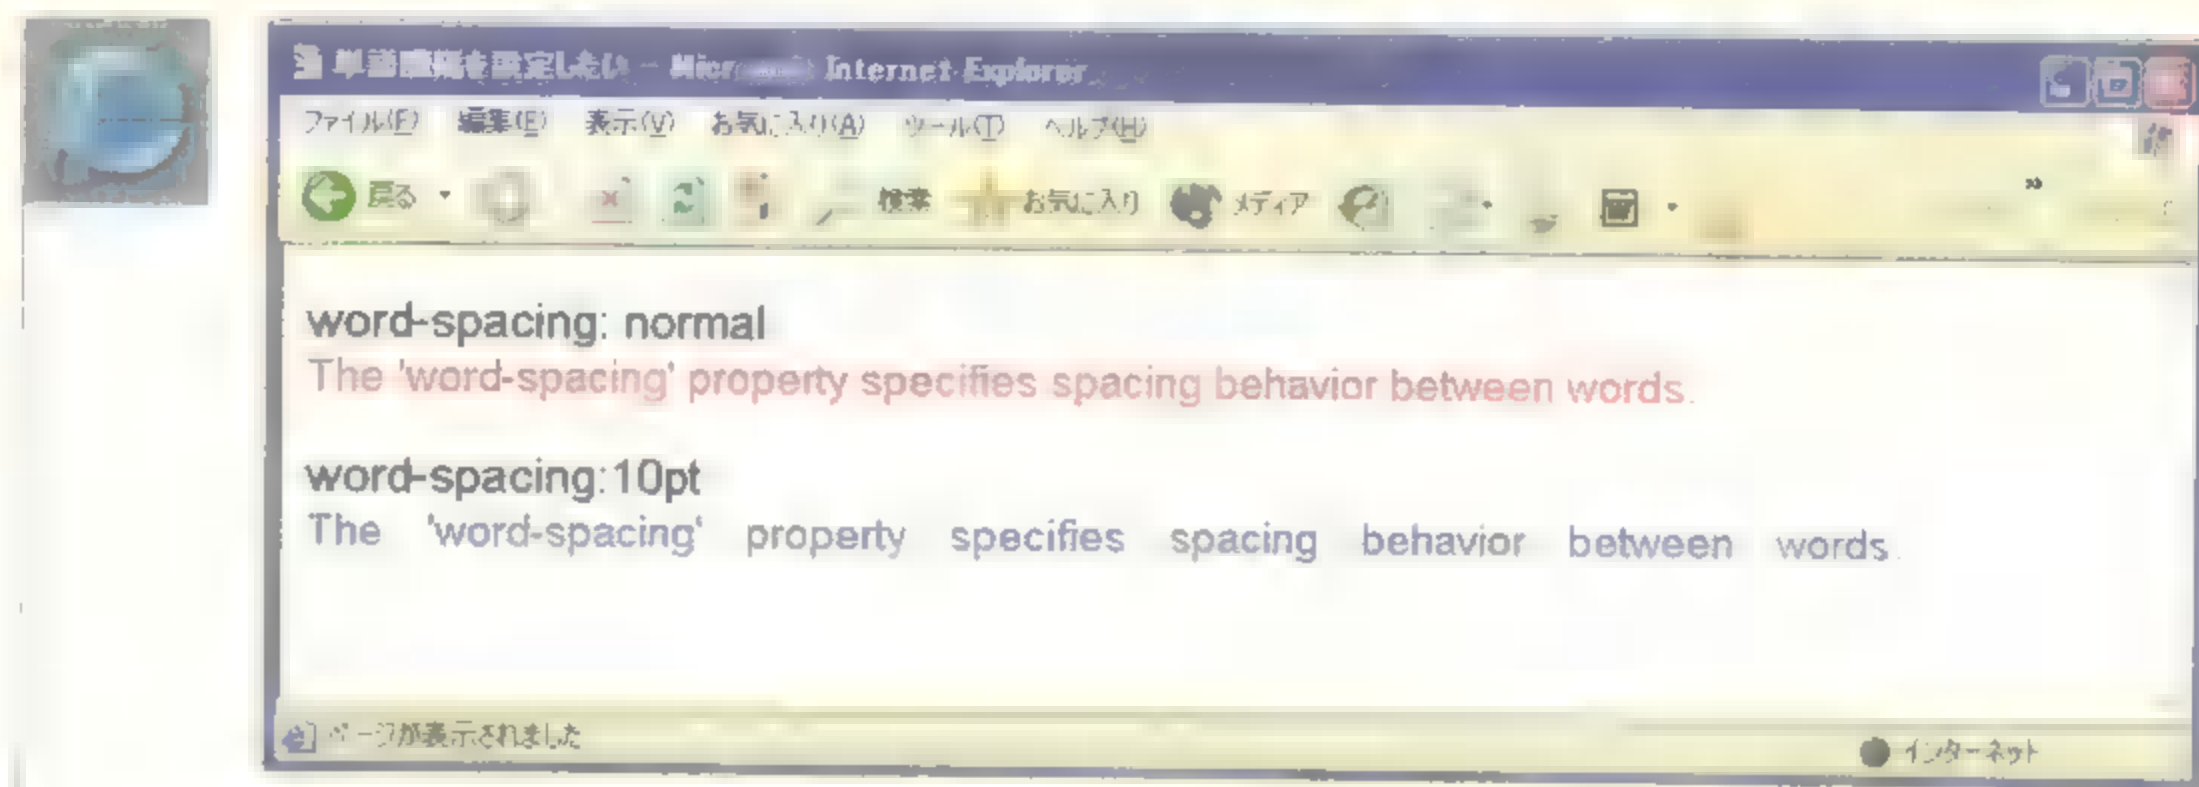 単語間隔を設定したい - Microsoft Internet Explorer
ファイル(F) 編集(E) 表示(V) お気に入り(A) ツール(T) ヘルプ(H)
戻る 検索 お気に入り メディア »
word-spacing: normal
The 'word-spacing' property specifies spacing behavior between words.
word-spacing:10pt
The 'word-spacing' property specifies spacing behavior between words.
ページが表示されました インターネット